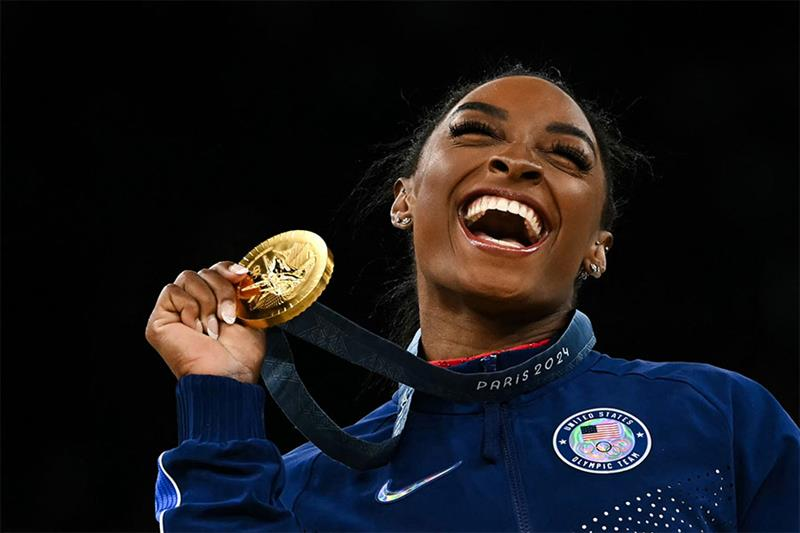 PARIS 2024
UNITED STATES
OLYMPIC TEAM